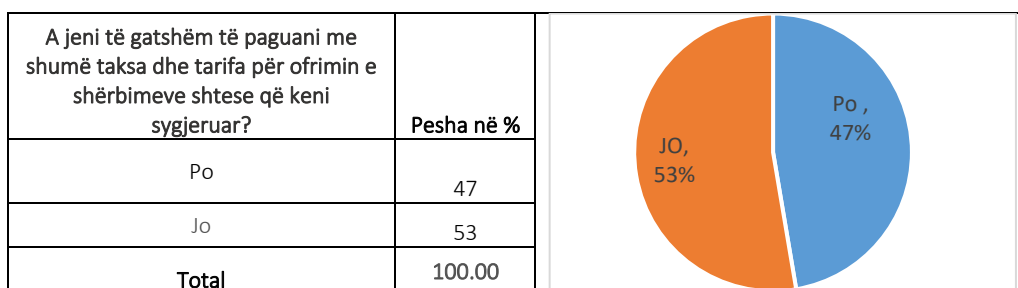 A jeni të gatshëm të paguani me
shumë taksa dhe tarifa për ofrimin e
shërbimeve shtese që keni
sygjeruar?
Pesha në %
Po
47
Jo
53
Total
100.00
Po ,
47%
JO,
53%